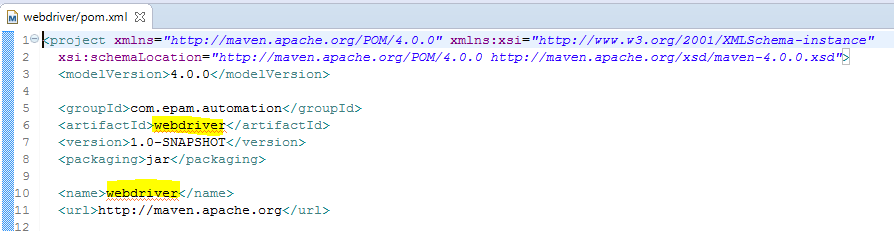 webdriver/pom.xml
1 <project xmlns="http://maven.apache.org/POM/4.0.0" xmlns:xsi="http://www.w3.org/2001/XMLSchema-instance"
2 xsi:schemaLocation="http://maven.apache.org/POM/4.0.0 http://maven.apache.org/xsd/maven-4.0.0.xsd">
3 <modelVersion>4.0.0</modelVersion>
4
5 <groupId>com.epam.automation</groupId>
6 <artifactId>webdriver</artifactId>
7 <version>1.0-SNAPSHOT</version>
8 <packaging>jar</packaging>
9
10 <name>webdriver</name>
11 <url>http://maven.apache.org</url>
12